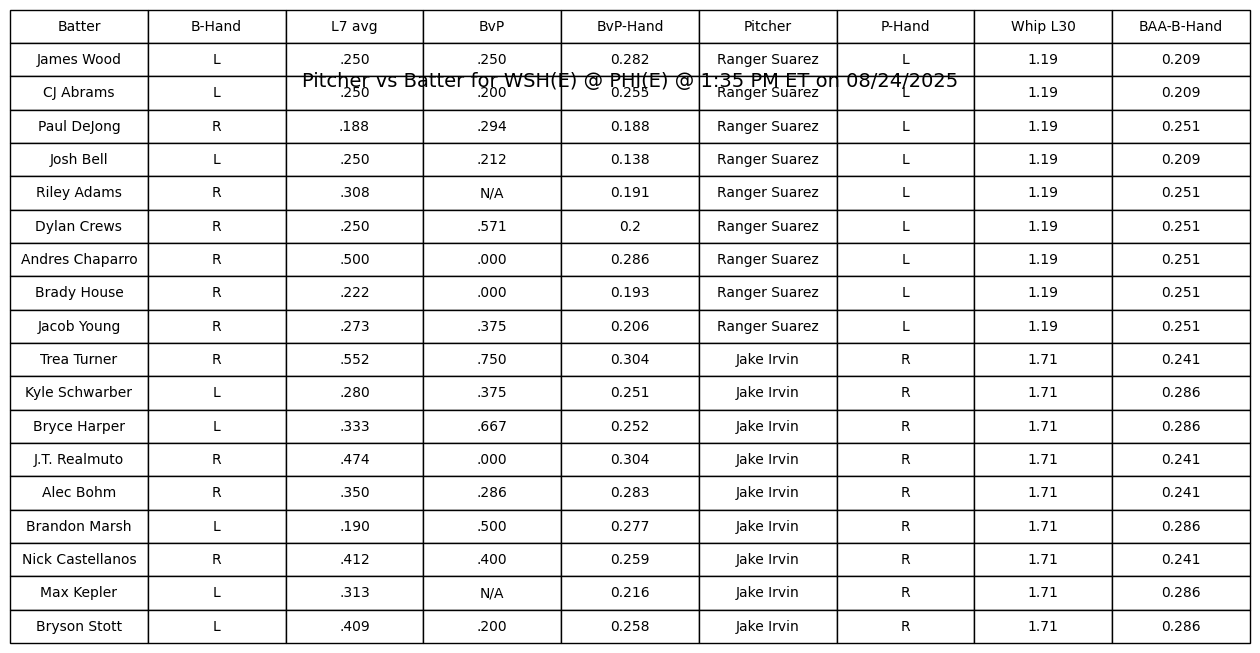 Batter B-Hand L7 avg BvP BvP-Hand Pitcher P-Hand Whip L30 BAA-B-Hand
James Wood L .250 .250 0.282 Ranger Suarez L 1.19 0.209
Pitcher vs Batter for WSH(E) @ PHI(E) @ 1:35 PM ET on 08/24/2025
CJ Abrams L .250 .200 0.255 Ranger Suarez L 1.19 0.209
Paul DeJong R .188 .294 0.188 Ranger Suarez L 1.19 0.251
Josh Bell L .250 .212 0.138 Ranger Suarez L 1.19 0.209
Riley Adams R .308 N/A 0.191 Ranger Suarez L 1.19 0.251
Dylan Crews R .250 .571 0.2 Ranger Suarez L 1.19 0.251
Andres Chaparro R .500 .000 0.286 Ranger Suarez L 1.19 0.251
Brady House R .222 .000 0.193 Ranger Suarez L 1.19 0.251
Jacob Young R .273 .375 0.206 Ranger Suarez L 1.19 0.251
Trea Turner R .552 .750 0.304 Jake Irvin R 1.71 0.241
Kyle Schwarber L .280 .375 0.251 Jake Irvin R 1.71 0.286
Bryce Harper L .333 .667 0.252 Jake Irvin R 1.71 0.286
J.T. Realmuto R .474 .000 0.304 Jake Irvin R 1.71 0.241
Alec Bohm R .350 .286 0.283 Jake Irvin R 1.71 0.241
Brandon Marsh L .190 .500 0.277 Jake Irvin R 1.71 0.286
Nick Castellanos R .412 .400 0.259 Jake Irvin R 1.71 0.241
Max Kepler L .313 N/A 0.216 Jake Irvin R 1.71 0.286
Bryson Stott L .409 .200 0.258 Jake Irvin R 1.71 0.286